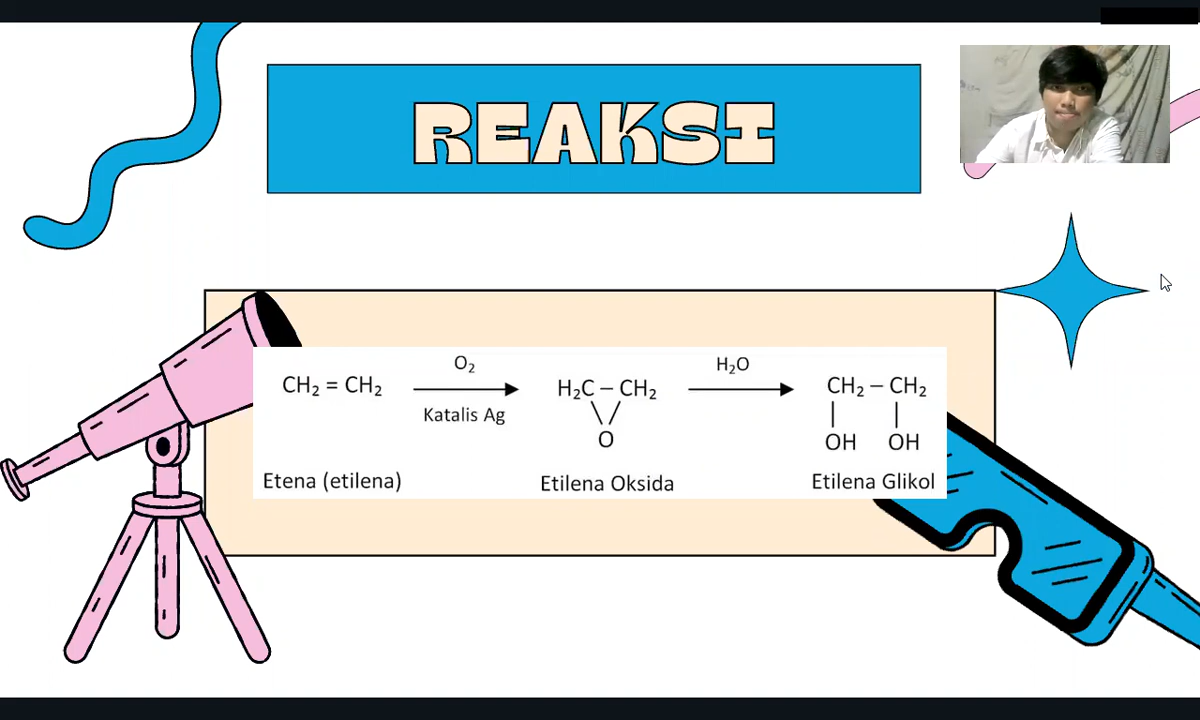 REAKSI
O₂
H₂O
CH₂ = CH₂
H₂C – CH₂
CH₂ – CH₂
Katalis Ag
O
OH OH
Etena (etilena)
Etilena Oksida
Etilena Glikol